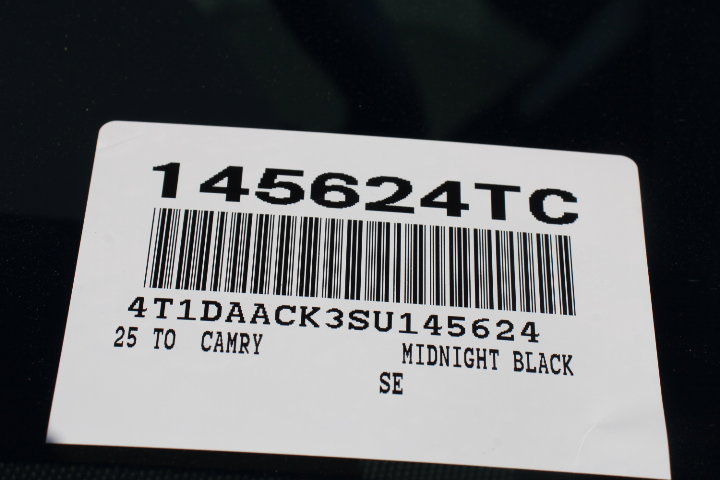 145624TC
4T1DAACK3SU145624
25 TO CAMRY MIDNIGHT BLACK
SE